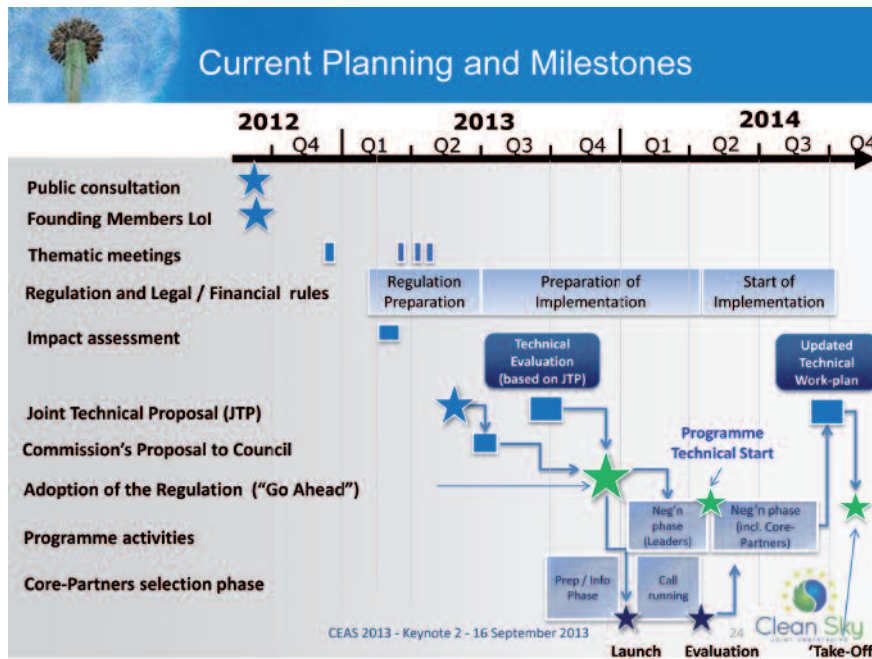 Current Planning and Milestones
2012 2013 2014
Q4 Q1 Q2 Q3 Q4 Q1 Q2 Q3 Q4
Public consultation
Founding Members LoI
Thematic meetings
Regulation and Legal / Financial rules
Regulation
Preparation
Preparation of
Implementation
Start of
Implementation
Impact assessment
Technical
Evaluation
(based on JTP)
Updated
Technical
Work-plan
Joint Technical Proposal (JTP)
Commission's Proposal to Council
Programme
Technical Start
Adoption of the Regulation ("Go Ahead")
Neg'n
phase
(Leaders)
Neg'n phase
(incl. Core-
Partners)
Programme activities
Core-Partners selection phase
Prep / Info
Phase
Call
running
CEAS 2013 - Keynote 2 - 16 September 2013
24
Clean Sky
Launch Evaluation 'Take-Off